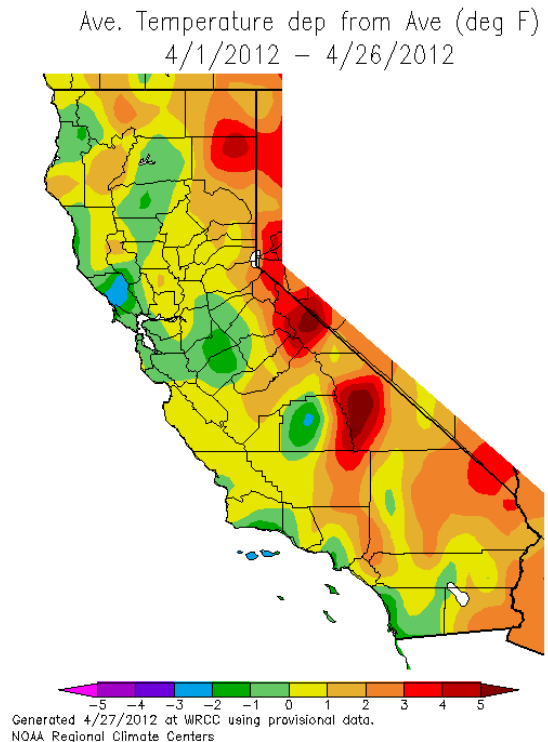 Ave. Temperature dep from Ave (deg F)
4/1/2012 – 4/26/2012
-5 -4 -3 -2 -1 0 1 2 3 4 5
Generated 4/27/2012 at WRCC using provisional data.
NOAA Regional Climate Centers